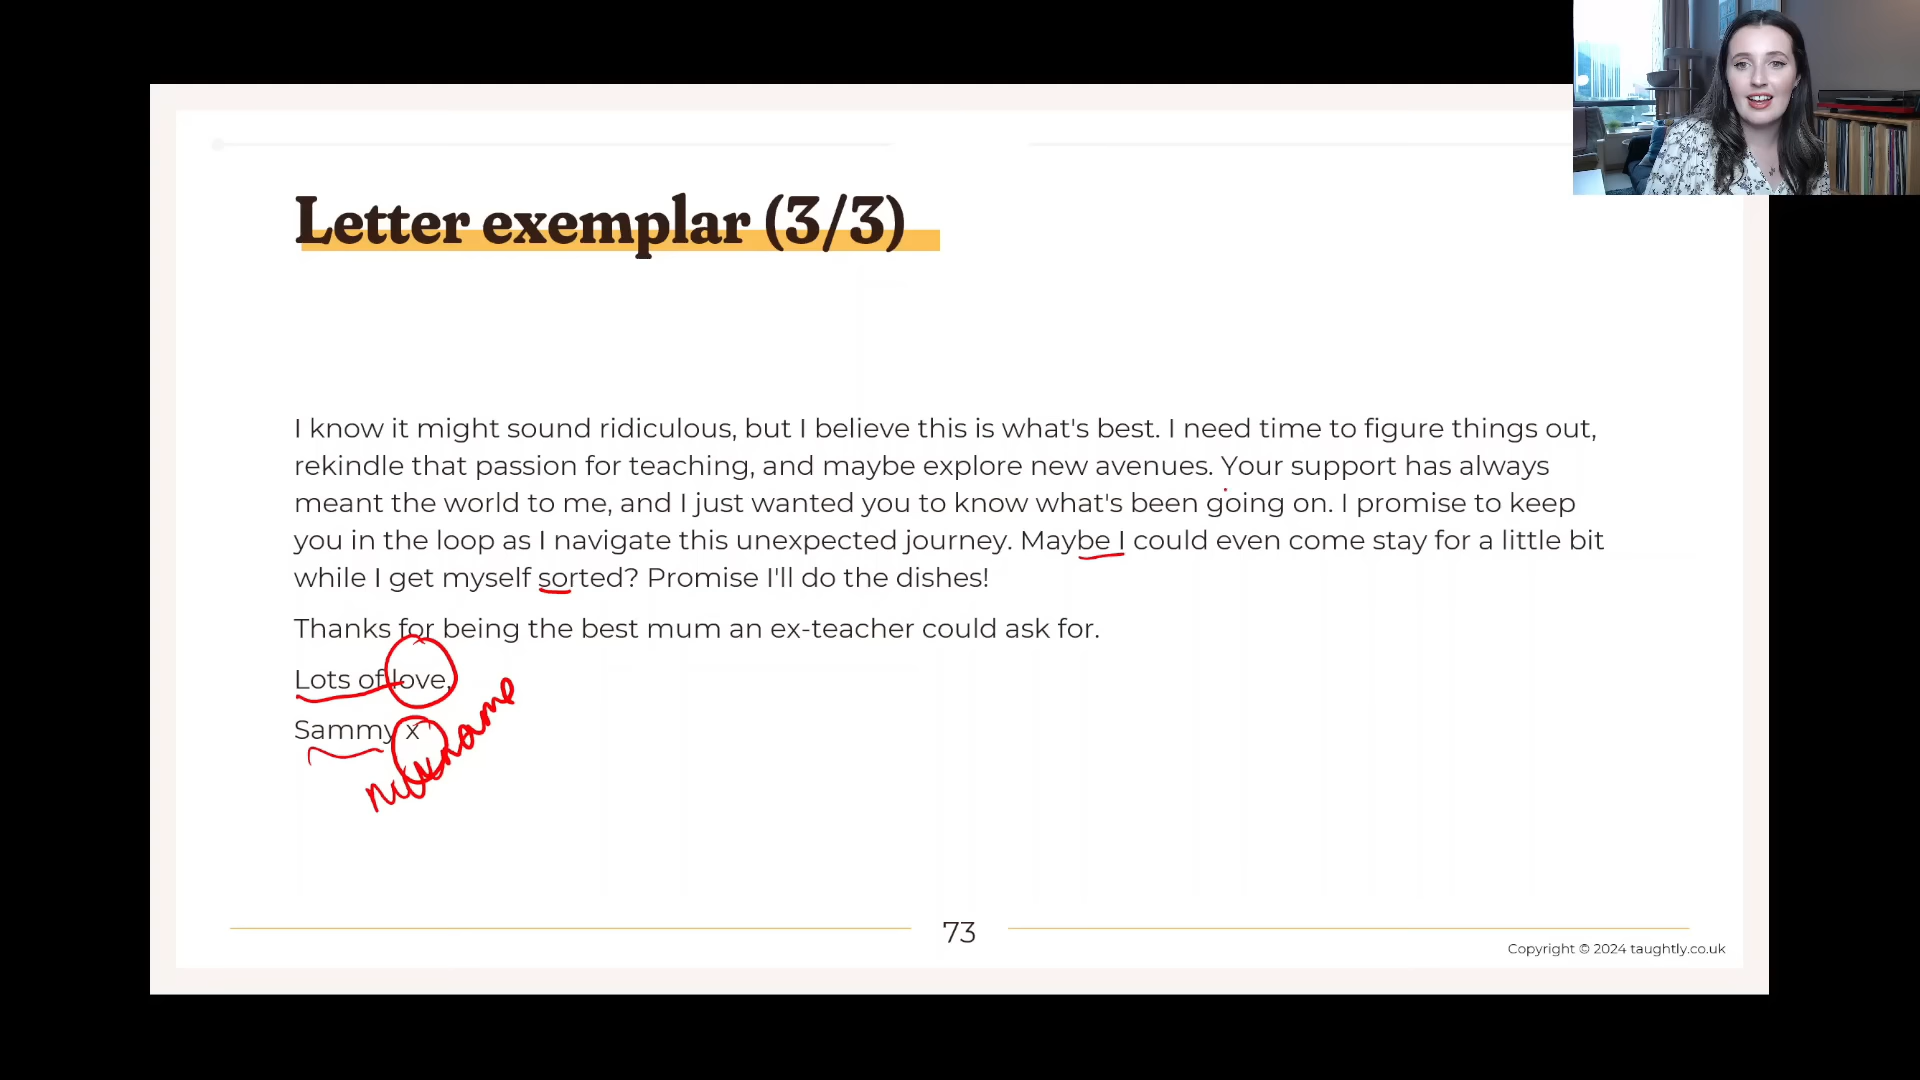 Letter exemplar (3/3)
I know it might sound ridiculous, but I believe this is what's best. I need time to figure things out,
rekindle that passion for teaching, and maybe explore new avenues. Your support has always
meant the world to me, and I just wanted you to know what's been going on. I promise to keep
you in the loop as I navigate this unexpected journey. Maybe I could even come stay for a little bit
while I get myself sorted? Promise I'll do the dishes!
Thanks for being the best mum an ex-teacher could ask for.
Lots of love,
Sammy x
nickname
73
Copyright © 2024 taughtly.co.uk